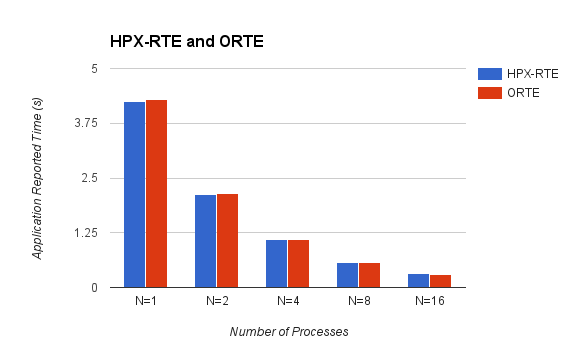 HPX-RTE and ORTE
HPX-RTE
ORTE
Application Reported Time (s)
5
3.75
2.5
1.25
0
N=1 N=2 N=4 N=8 N=16
Number of Processes